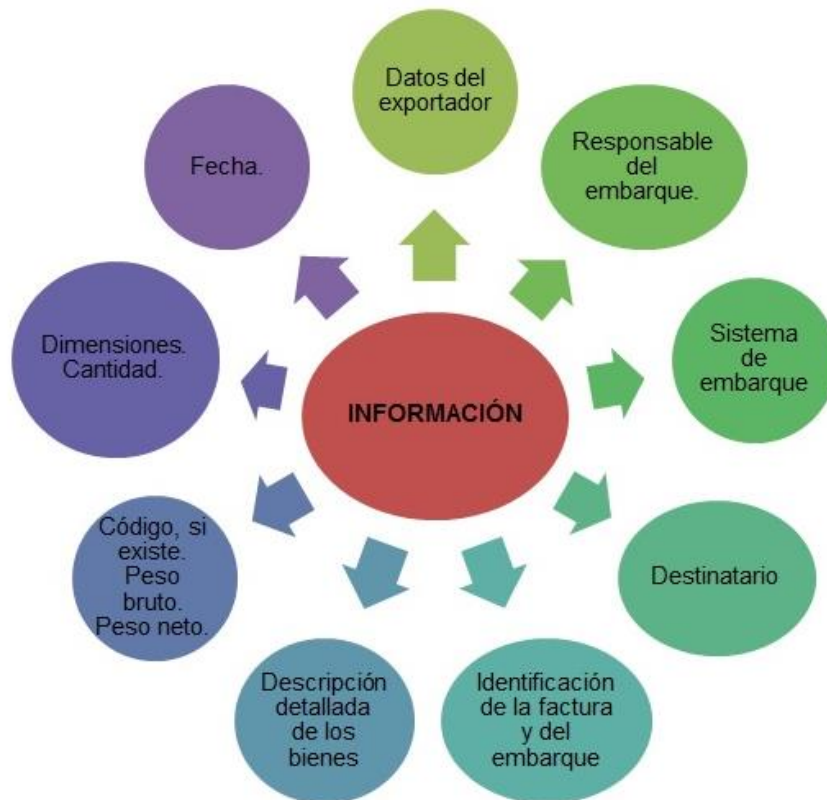 Datos del
exportador
Responsable
del
embarque.
Sistema
de
embarque
Destinatario
Identificación
de la factura
y del
embarque
Descripción
detallada
de los
bienes
Código, si
existe.
Peso
bruto.
Peso neto.
Dimensiones.
Cantidad.
Fecha.
INFORMACIÓN